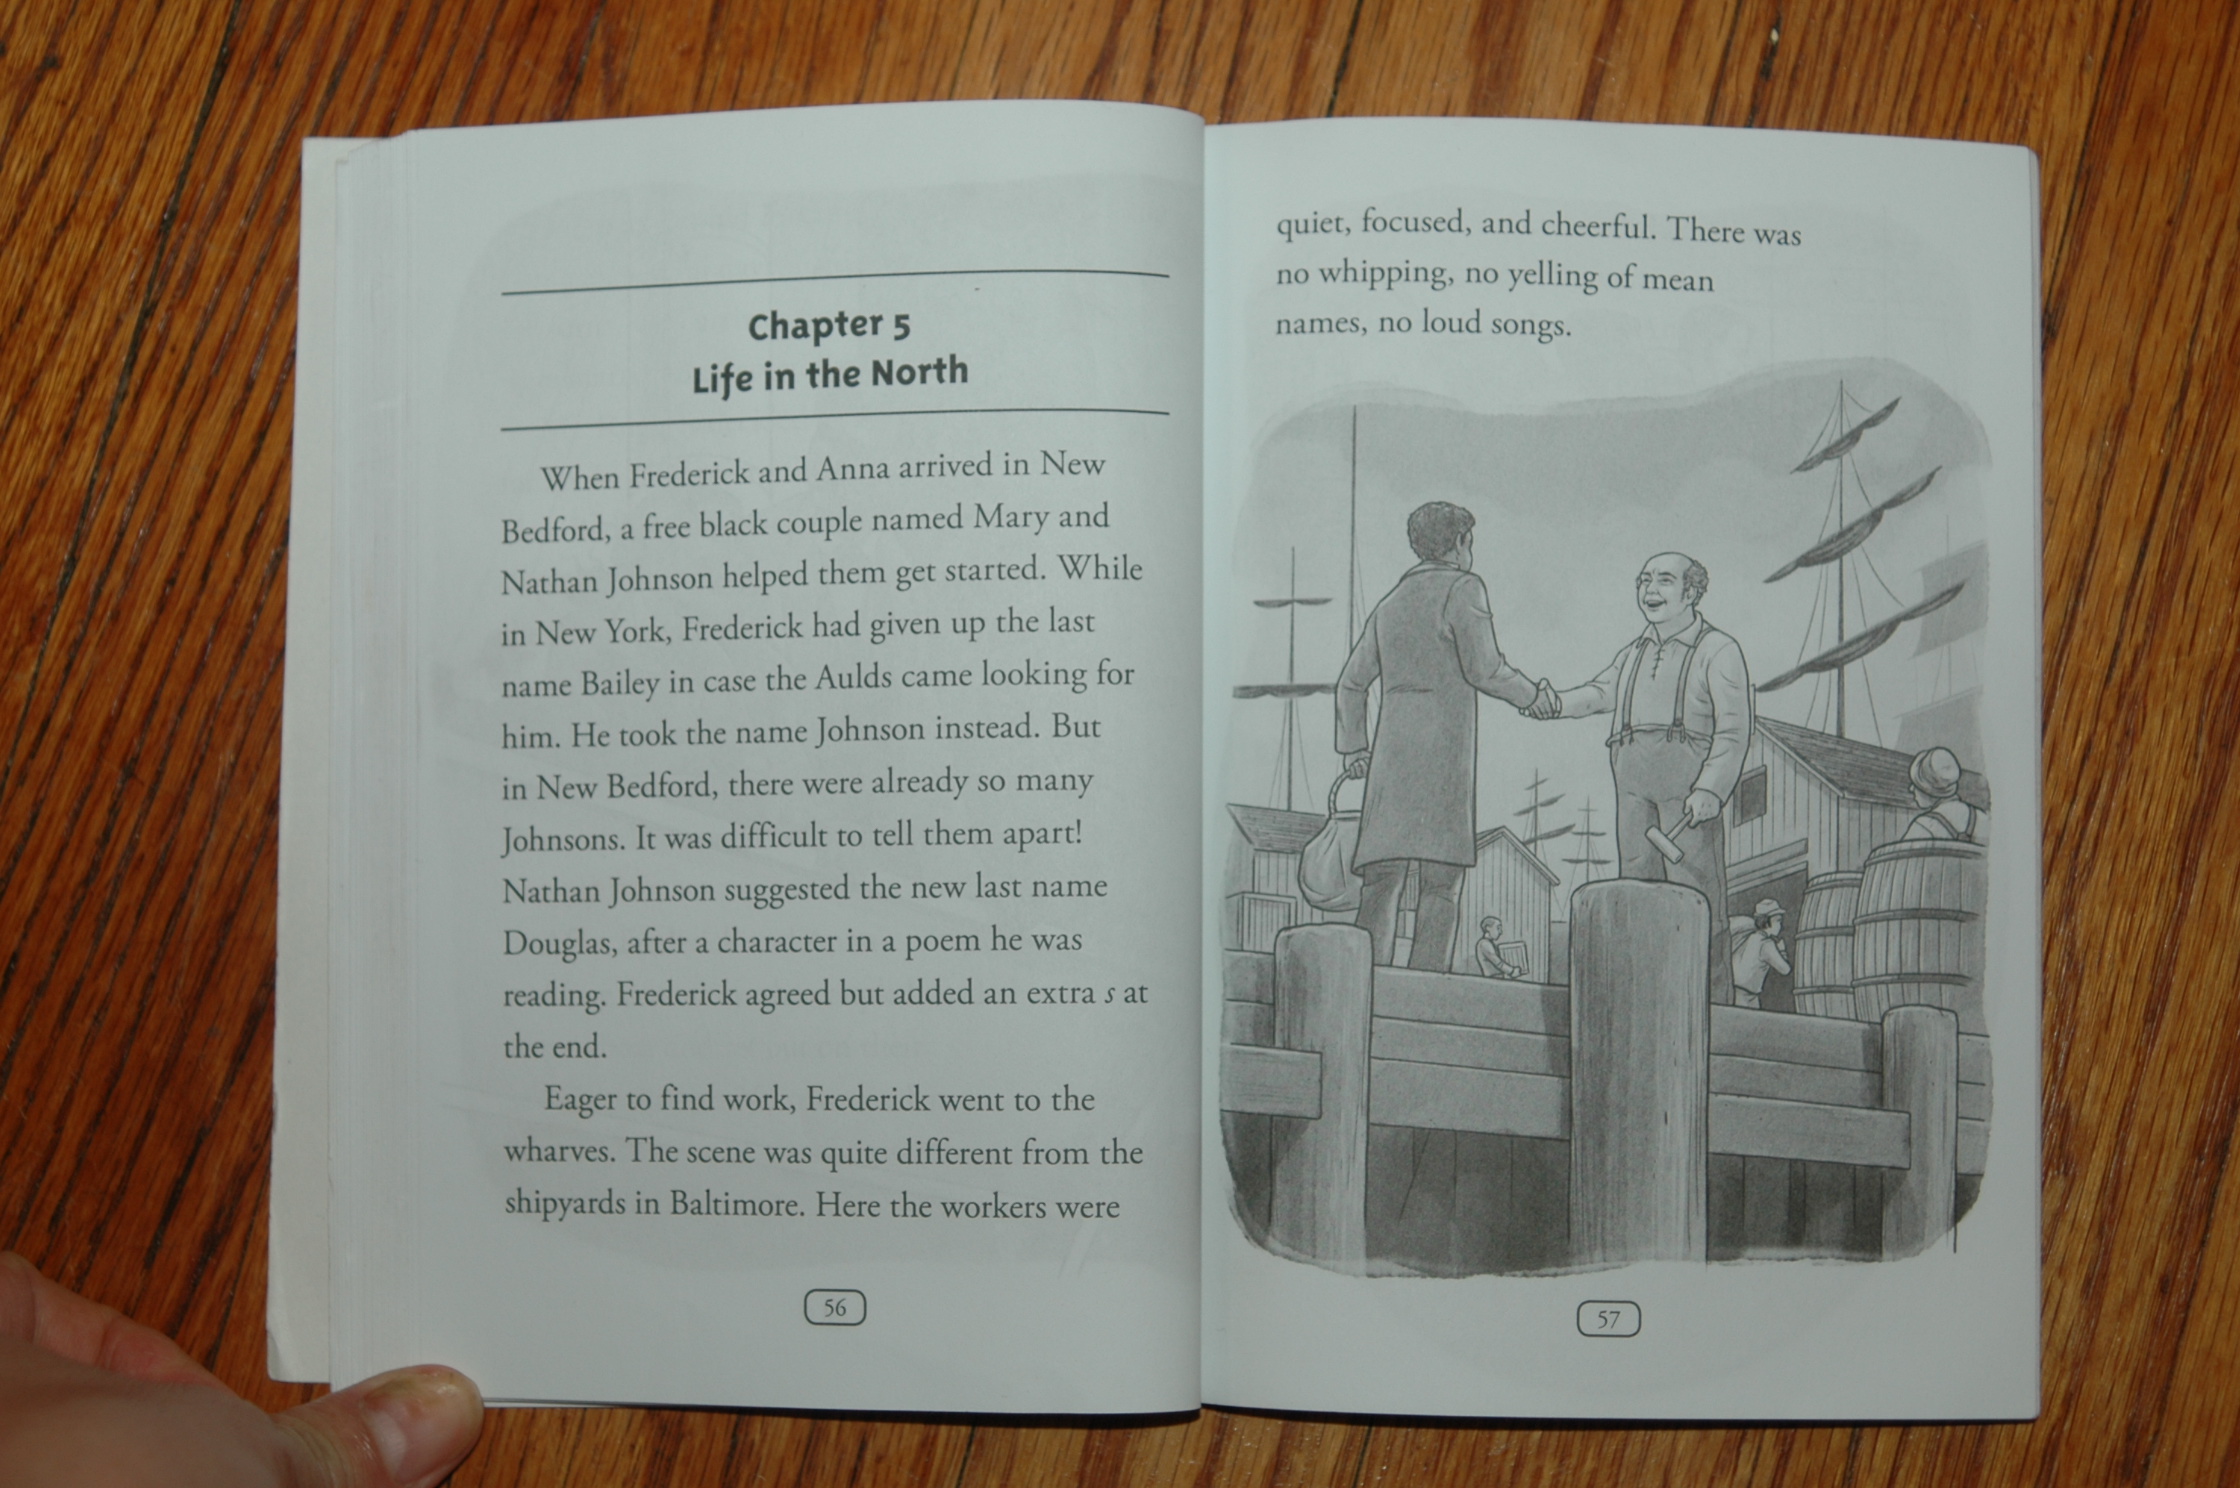 Chapter 5
Life in the North
When Frederick and Anna arrived in New
Bedford, a free black couple named Mary and
Nathan Johnson helped them get started. While
in New York, Frederick had given up the last
name Bailey in case the Aulds came looking for
him. He took the name Johnson instead. But
in New Bedford, there were already so many
Johnsons. It was difficult to tell them apart!
Nathan Johnson suggested the new last name
Douglas, after a character in a poem he was
reading. Frederick agreed but added an extra s at
the end.
Eager to find work, Frederick went to the
wharves. The scene was quite different from the
shipyards in Baltimore. Here the workers were
56
quiet, focused, and cheerful. There was
no whipping, no yelling of mean
names, no loud songs.
57